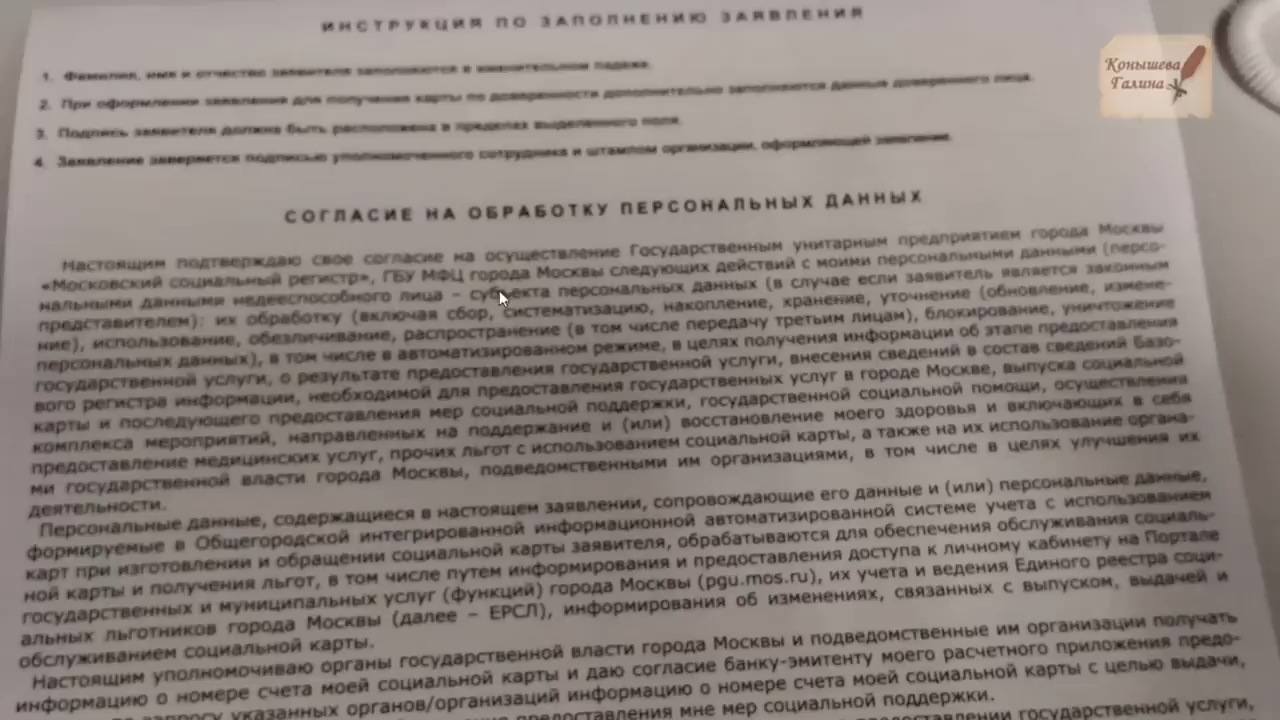 ИНСТРУКЦИЯ ПО ЗАПОЛНЕНИЮ ЗАЯВЛЕНИЯ
Конышева
Галина
1. Фамилия, имя и отчество заявителя заполняются в именительном падеже.
2. При оформлении заявления для получения карты по доверенности дополнительно заполняются данные доверенного лица.
3. Подпись заявителя должна быть расположена в пределах выделенного поля.
4. Заявление заверяется подписью уполномоченного сотрудника и штампом организации, оформляющей заявление.
СОГЛАСИЕ НА ОБРАБОТКУ ПЕРСОНАЛЬНЫХ ДАННЫХ
Настоящим подтверждаю свое согласие на осуществление Государственным унитарным предприятием города Москвы
«Московский социальный регистр», ГБУ МФЦ города Москвы следующих действий с моими персональными данными (персо-
нальными данными недееспособного лица – субъекта персональных данных (в случае если заявитель является законным
представителем): их обработку (включая сбор, систематизацию, накопление, хранение, уточнение (обновление, измене-
ние), использование, обезличивание, распространение (в том числе передачу третьим лицам), блокирование, уничтожение
персональных данных), в том числе в автоматизированном режиме, в целях получения информации об этапе предоставления
государственной услуги, о результате предоставления государственной услуги, внесения сведений в состав сведений Базо-
вого регистра информации, необходимой для предоставления государственных услуг в городе Москве, выпуска социальной
карты и последующего предоставления мер социальной поддержки, государственной социальной помощи, осуществления
комплекса мероприятий, направленных на поддержание и (или) восстановление моего здоровья и включающих в себя
предоставление медицинских услуг, прочих льгот с использованием социальной карты, а также на их использование органа-
ми государственной власти города Москвы, подведомственными им организациями, в том числе в целях улучшения их
деятельности.
Персональные данные, содержащиеся в настоящем заявлении, сопровождающие его данные и (или) персональные данные,
формируемые в Общегородской интегрированной информационной автоматизированной системе учета с использованием
карт при изготовлении и обращении социальной карты заявителя, обрабатываются для обеспечения обслуживания социаль-
ной карты и получения льгот, в том числе путем информирования и предоставления доступа к личному кабинету на Портале
государственных и муниципальных услуг (функций) города Москвы (pgu.mos.ru), их учета и ведения Единого реестра соци-
альных льготников города Москвы (далее – ЕРСЛ), информирования об изменениях, связанных с выпуском, выдачей и
обслуживанием социальной карты.
Настоящим уполномочиваю органы государственной власти города Москвы и подведомственные им организации получать
информацию о номере счета моей социальной карты и даю согласие банку-эмитенту моего расчетного приложения предо-
по запросу указанных органов/организаций информацию о номере счета моей социальной карты с целью выдачи,
предоставления мне мер социальной поддержки.
предоставлении государственной услуги,